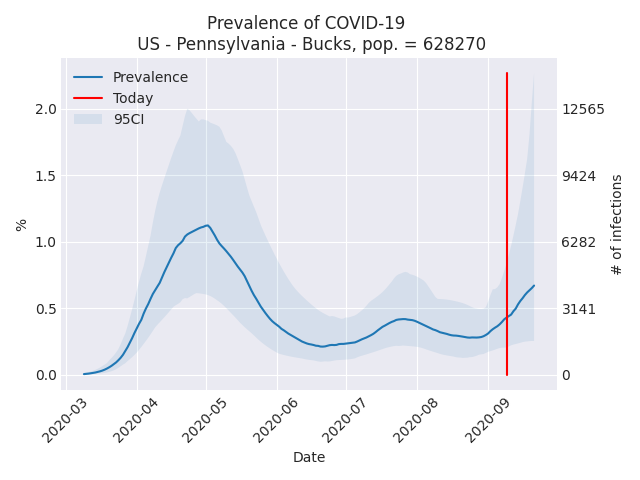 Prevalence of COVID-19
US - Pennsylvania - Bucks, pop. = 628270
Prevalence
Today
95CI
%
2.0
1.5
1.0
0.5
0.0
12565
9424
6282
3141
0
# of infections
2020-03
2020-04
2020-05
2020-06
2020-07
2020-08
2020-09
Date